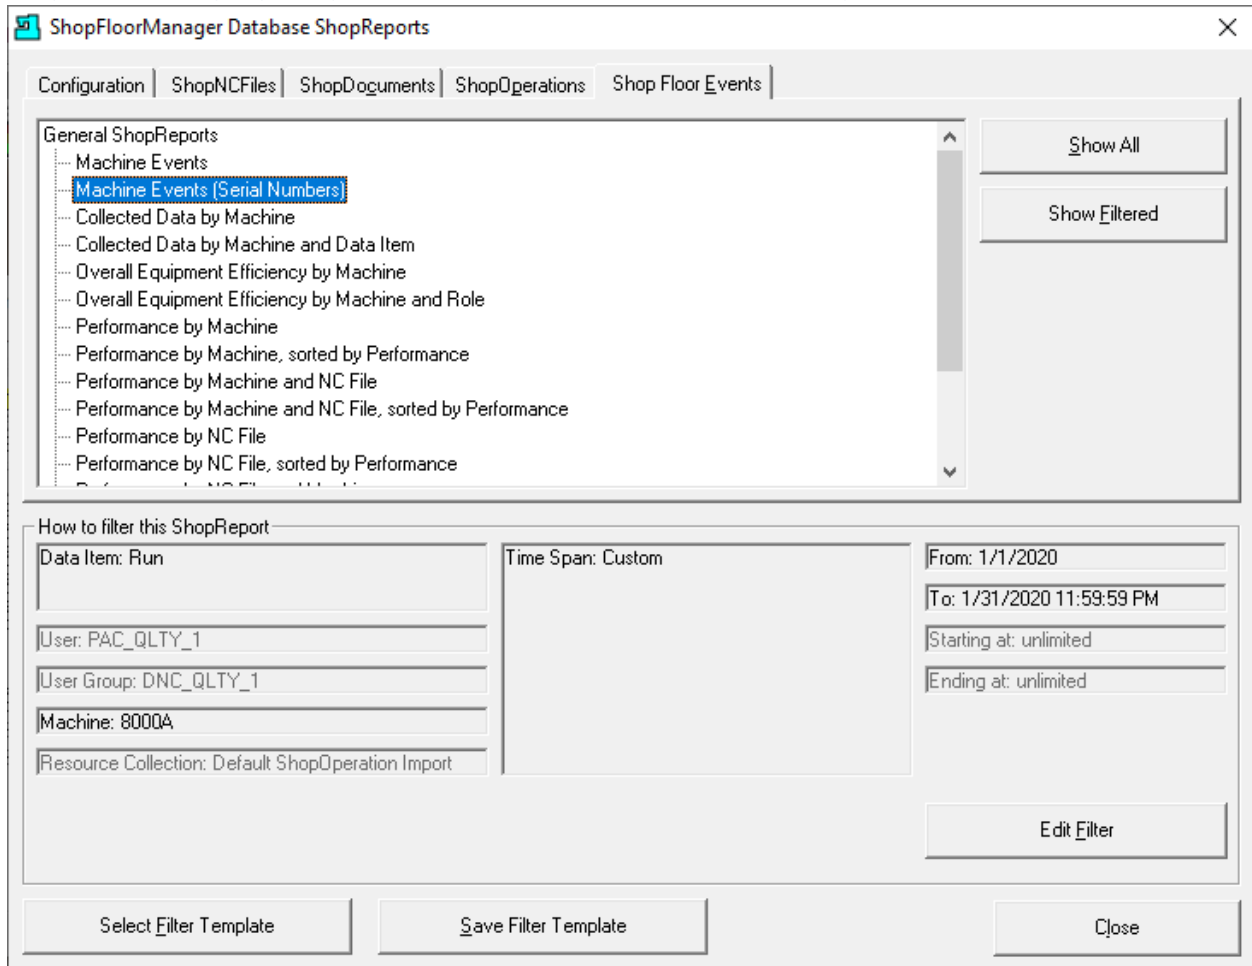 ShopFloorManager Database ShopReports
Configuration ShopNCFiles ShopDocuments ShopOperations Shop Floor Events
General ShopReports
Machine Events
Machine Events (Serial Numbers)
Collected Data by Machine
Collected Data by Machine and Data Item
Overall Equipment Efficiency by Machine
Overall Equipment Efficiency by Machine and Role
Performance by Machine
Performance by Machine, sorted by Performance
Performance by Machine and NC File
Performance by Machine and NC File, sorted by Performance
Performance by NC File
Performance by NC File, sorted by Performance
Show All
Show Filtered
How to filter this ShopReport
Data Item: Run
User: PAC_QLTY_1
User Group: DNC_QLTY_1
Machine: 8000A
Resource Collection: Default ShopOperation Import
Time Span: Custom
From: 1/1/2020
To: 1/31/2020 11:59:59 PM
Starting at: unlimited
Ending at: unlimited
Edit Filter
Select Filter Template
Save Filter Template
Close